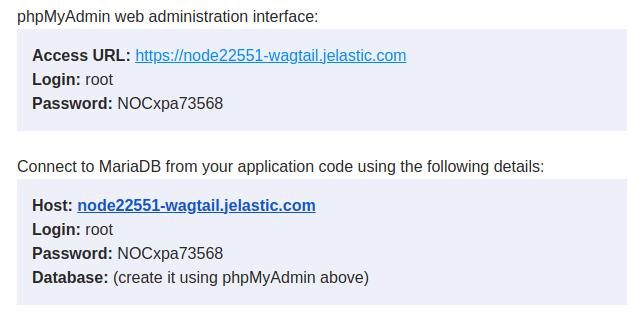 phpMyAdmin web administration interface:
Access URL: https://node22551-wagtail.jelastic.com
Login: root
Password: NOCxpa73568
Connect to MariaDB from your application code using the following details:
Host: node22551-wagtail.jelastic.com
Login: root
Password: NOCxpa73568
Database: (create it using phpMyAdmin above)